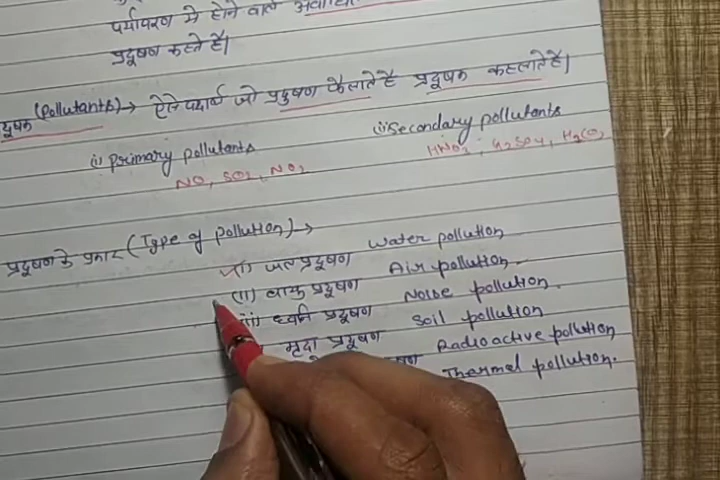 पर्यावरण में होने वाले
प्रदूषण कहते है।
(Pollutants) → ऐसे पदार्थ जो प्रदुषण फैलाते है प्रदूषक कहलाते है।
(i) Primary pollutants (ii) Secondary pollutants
NO, SO2, NO2 HNO3, H2SO4, H2CO3
प्रदूषण के प्रकार (Type of pollution) →
(i) जल प्रदूषण Water pollution
(ii) वायु प्रदूषण Air pollution.
ध्वनि प्रदूषण Noise pollution.
मृदा प्रदूषण Soil pollution
Radioactive pollution
Thermal pollution.